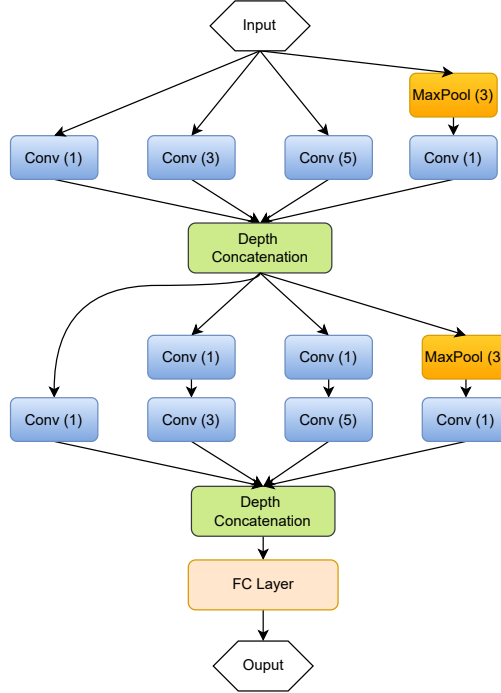 Input
MaxPool (3)
Conv (1)
Conv (3)
Conv (5)
Conv (1)
Depth
Concatenation
Conv (1)
Conv (1)
MaxPool (3
Conv (1)
Conv (3)
Conv (5)
Conv (1)
Depth
Concatenation
FC Layer
Ouput